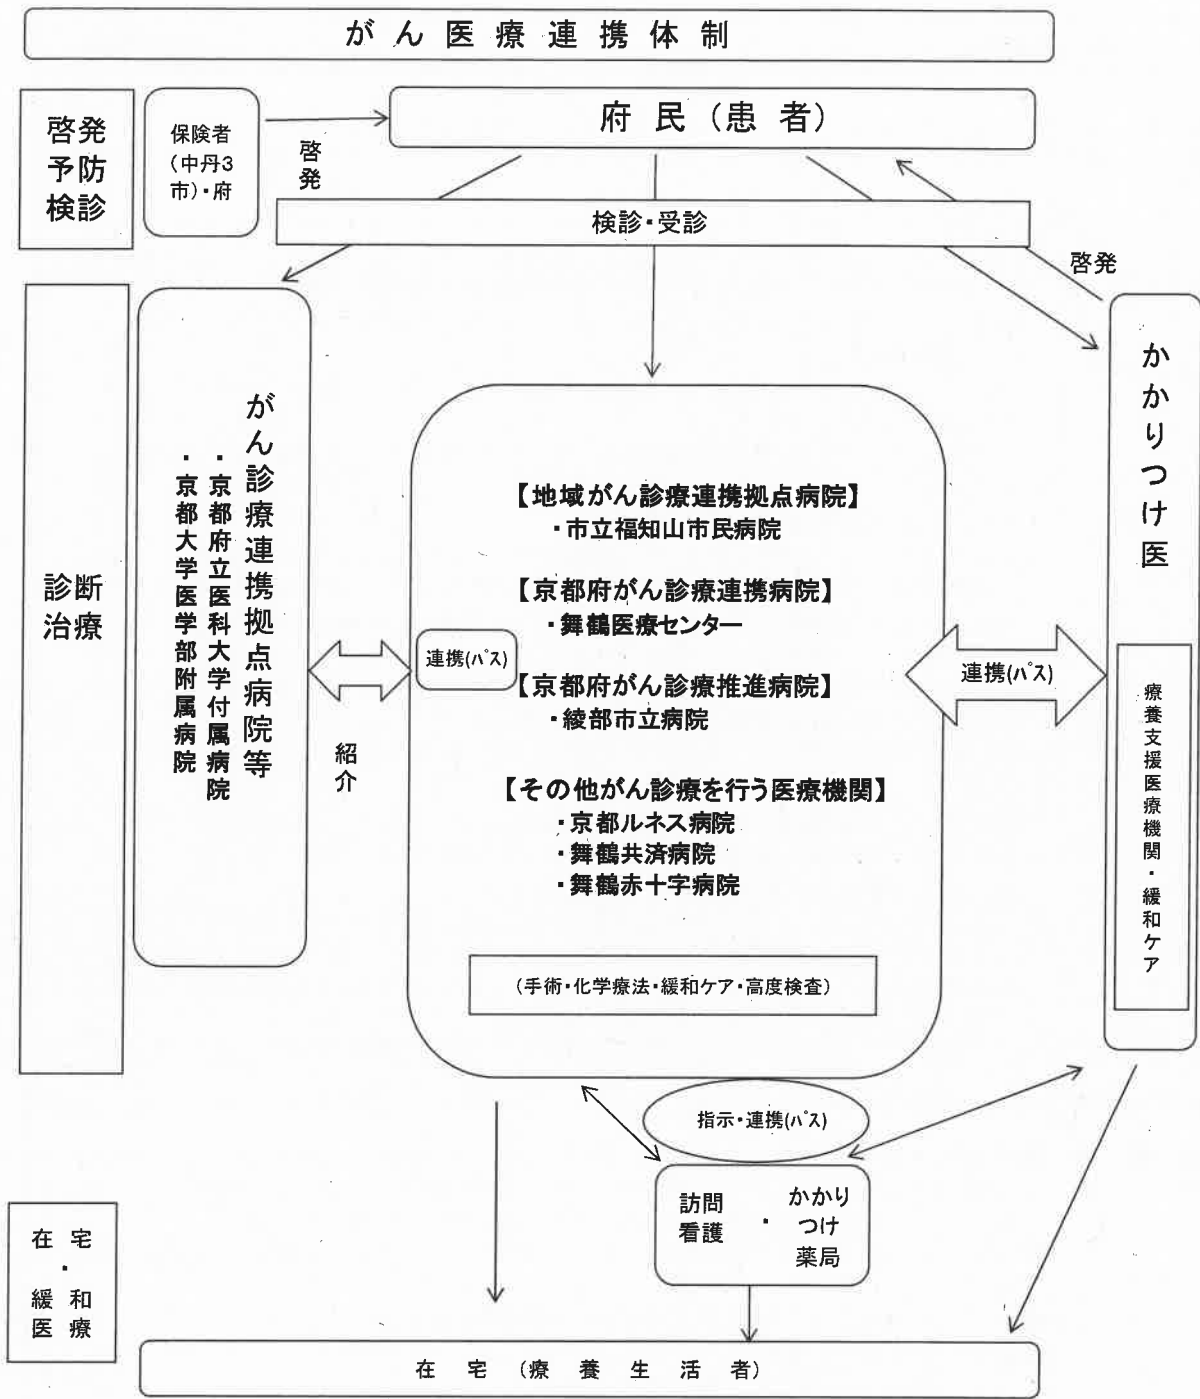 がん医療連携体制
啓発
予防
検診
保険者
(中丹3
市)・府
啓発
府民(患者)
検診・受診
啓発
診断
治療
がん診療連携拠点病院等
・京都府立医科大学付属病院
・京都大学医学部附属病院
紹介
連携(パス)
【地域がん診療連携拠点病院】
・市立福知山市民病院
【京都府がん診療連携病院】
・舞鶴医療センター
【京都府がん診療推進病院】
・綾部市立病院
【その他がん診療を行う医療機関】
・京都ルネス病院
・舞鶴共済病院
・舞鶴赤十字病院
(手術・化学療法・緩和ケア・高度検査)
連携(パス)
かかりつけ医
療養支援医療機関・緩和ケア
指示・連携(パス)
訪問
看護
・
かかり
つけ
薬局
在宅
・
緩和
医療
在宅(療養生活者)